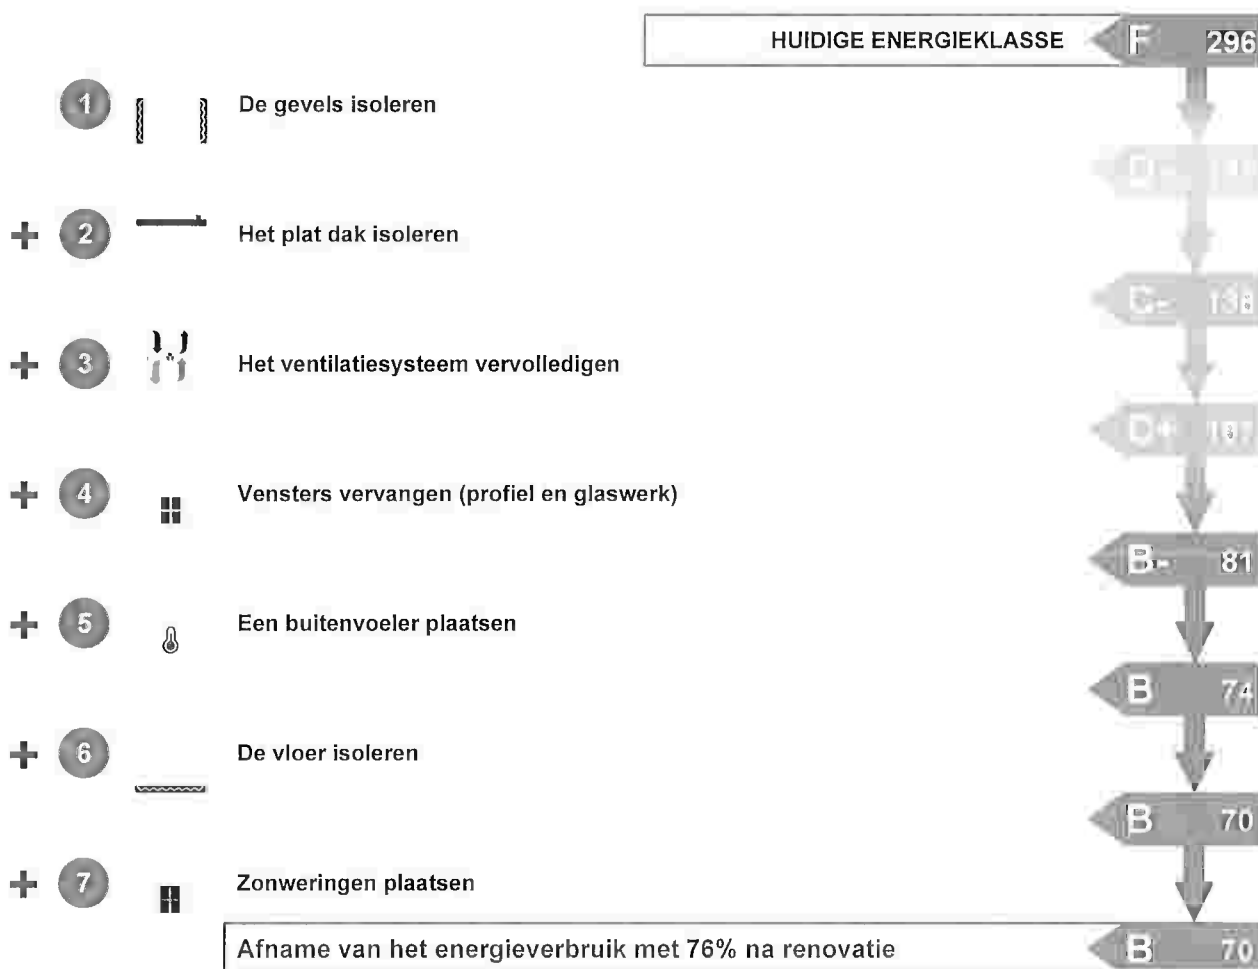 HUIDIGE ENERGIEKLASSE F 296
1 De gevels isoleren
+ 2 Het plat dak isoleren
C-
+ 3 Het ventilatiesysteem vervolledigen
D+
+ 4 Vensters vervangen (profiel en glaswerk)
B- 81
+ 5 Een buitenvoeler plaatsen
B 74
+ 6 De vloer isoleren
B 70
+ 7 Zonweringen plaatsen
Afname van het energieverbruik met 76% na renovatie B 70